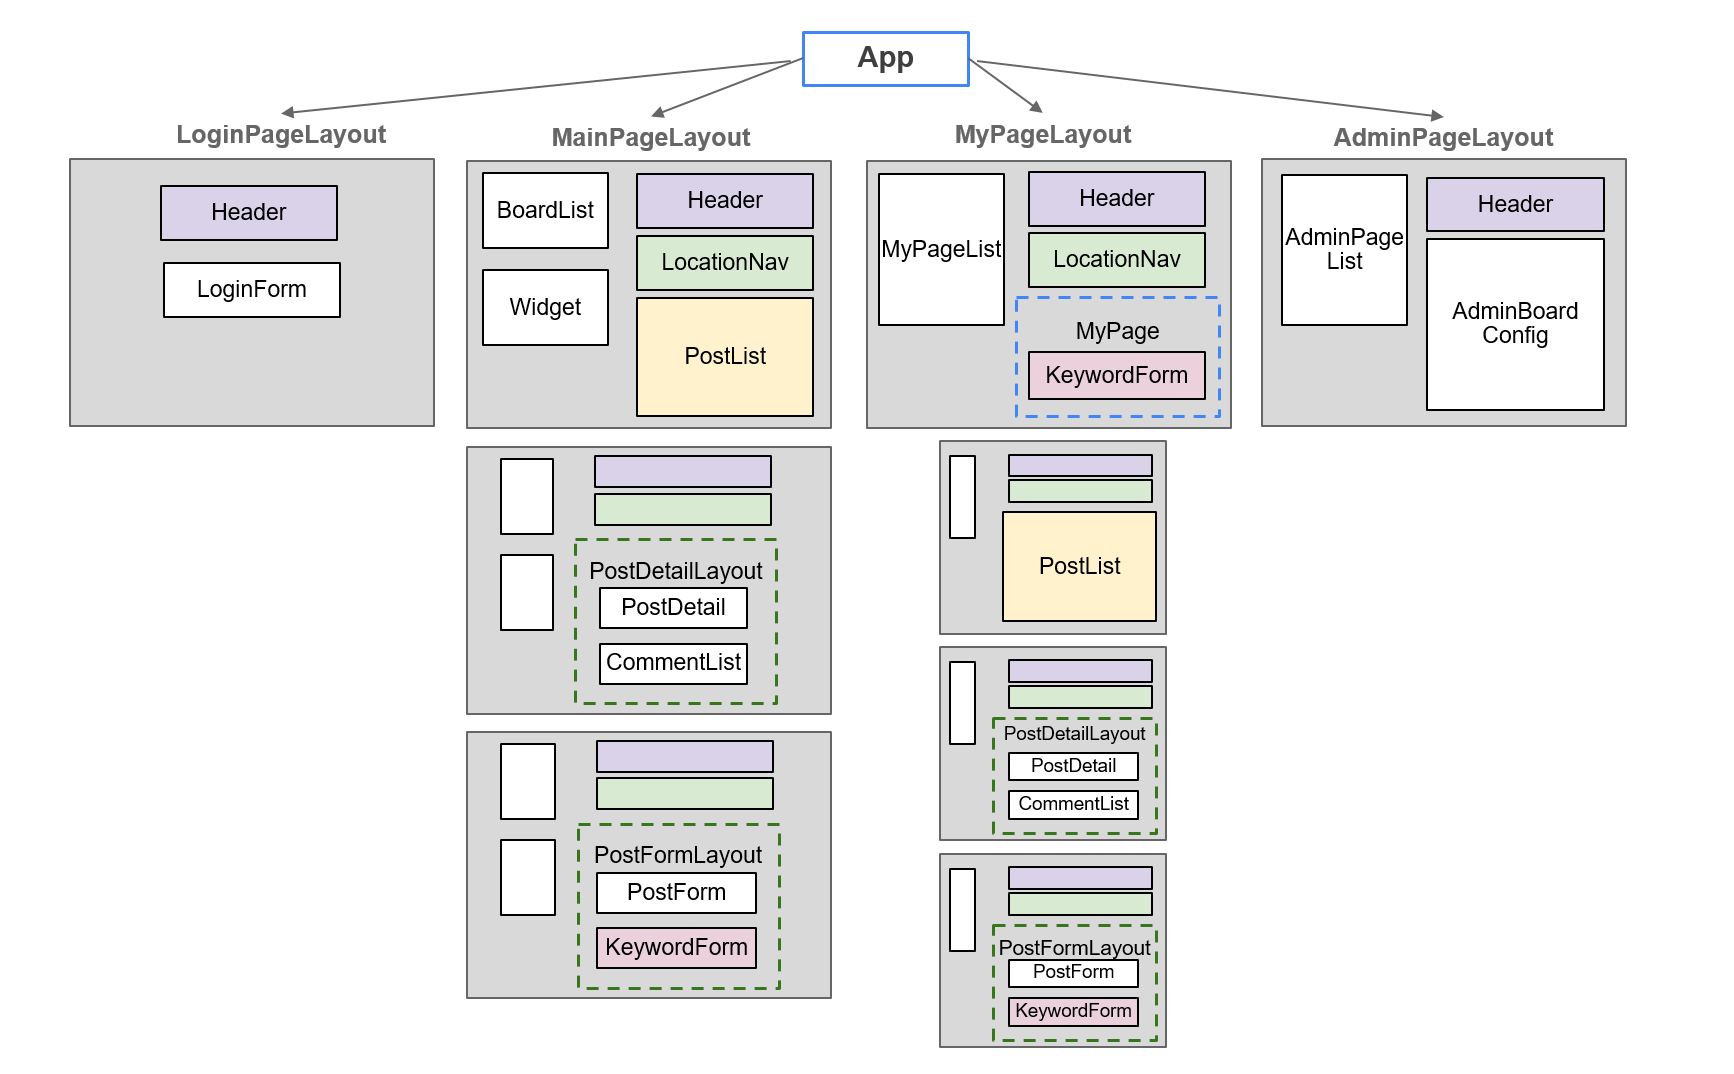 App
LoginPageLayout
Header
LoginForm
MainPageLayout
BoardList
Widget
Header
LocationNav
PostList
PostDetailLayout
PostDetail
CommentList
PostFormLayout
PostForm
KeywordForm
MyPageLayout
MyPageList
Header
LocationNav
MyPage
KeywordForm
PostList
PostDetailLayout
PostDetail
CommentList
PostFormLayout
PostForm
KeywordForm
AdminPageLayout
AdminPage
List
Header
AdminBoard
Config